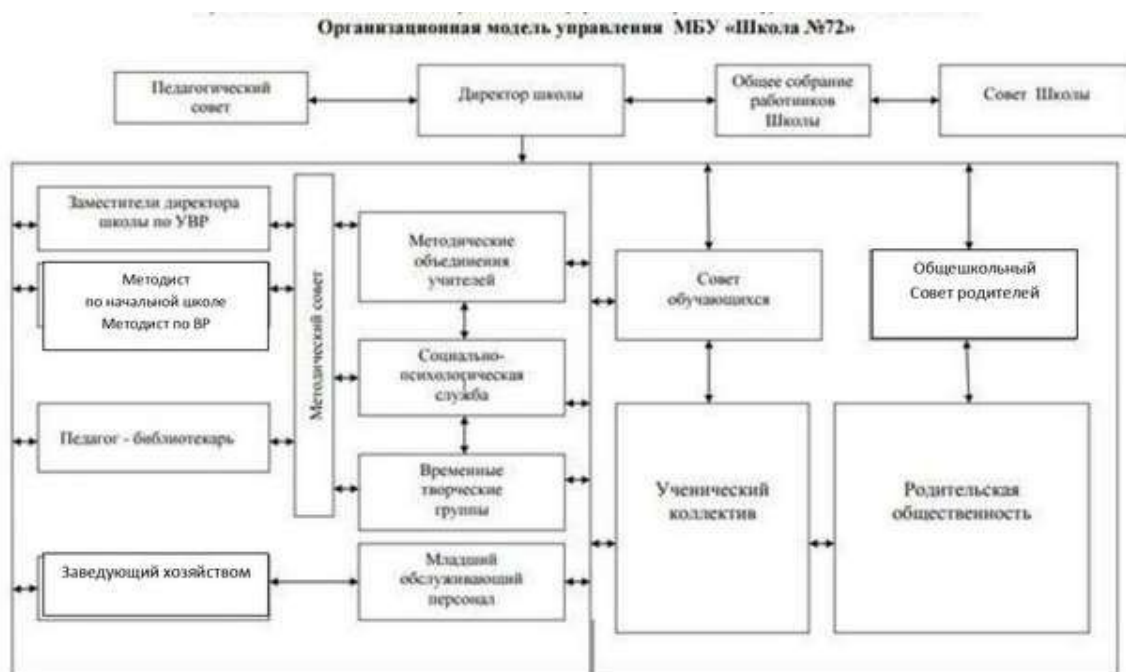 Организационная модель управления МБУ «Школа №72»
Педагогический
совет
Директор школы
Общее собрание
работников
Школы
Совет Школы
Заместители директора
школы по УВР
Методист
по начальной школе
Методист по ВР
Педагог - библиотекарь
Заведующий хозяйством
Методический совет
Методические
объединения
учителей
Социально-
психологическая
служба
Временные
творческие
группы
Младший
обслуживающий
персонал
Совет
обучающихся
Общешкольный
Совет родителей
Ученический
коллектив
Родительская
общественность